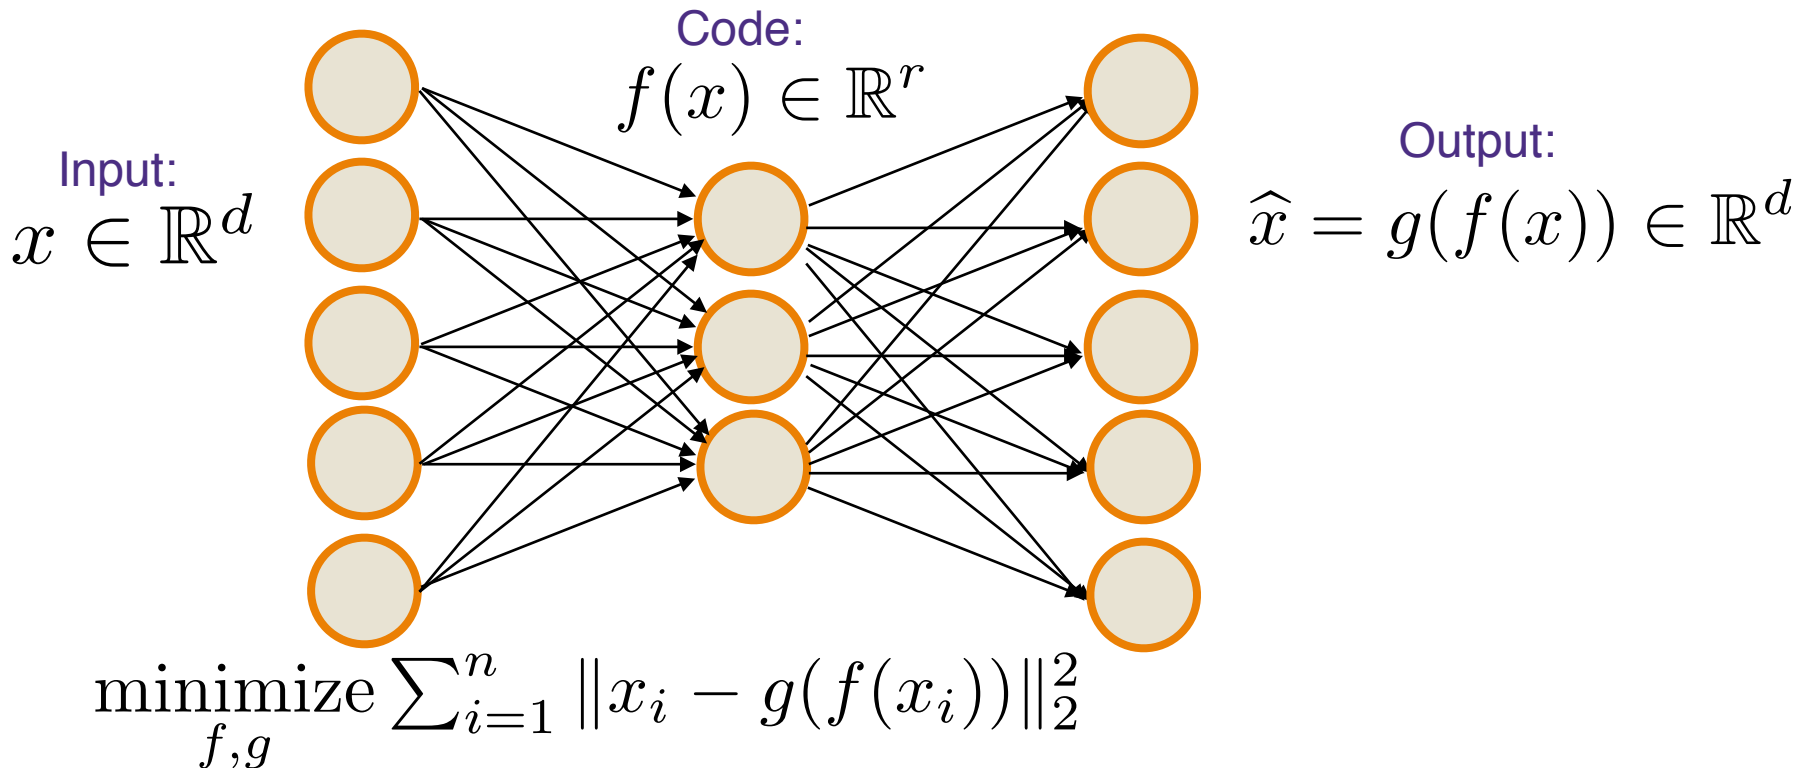 Code:
f(x) ∈ ℝ^r
Input:
x ∈ ℝ^d
Output:
x̂ = g(f(x)) ∈ ℝ^d
minimize_{f,g} ∑_{i=1}^{n} ‖x_i − g(f(x_i))‖_2^2